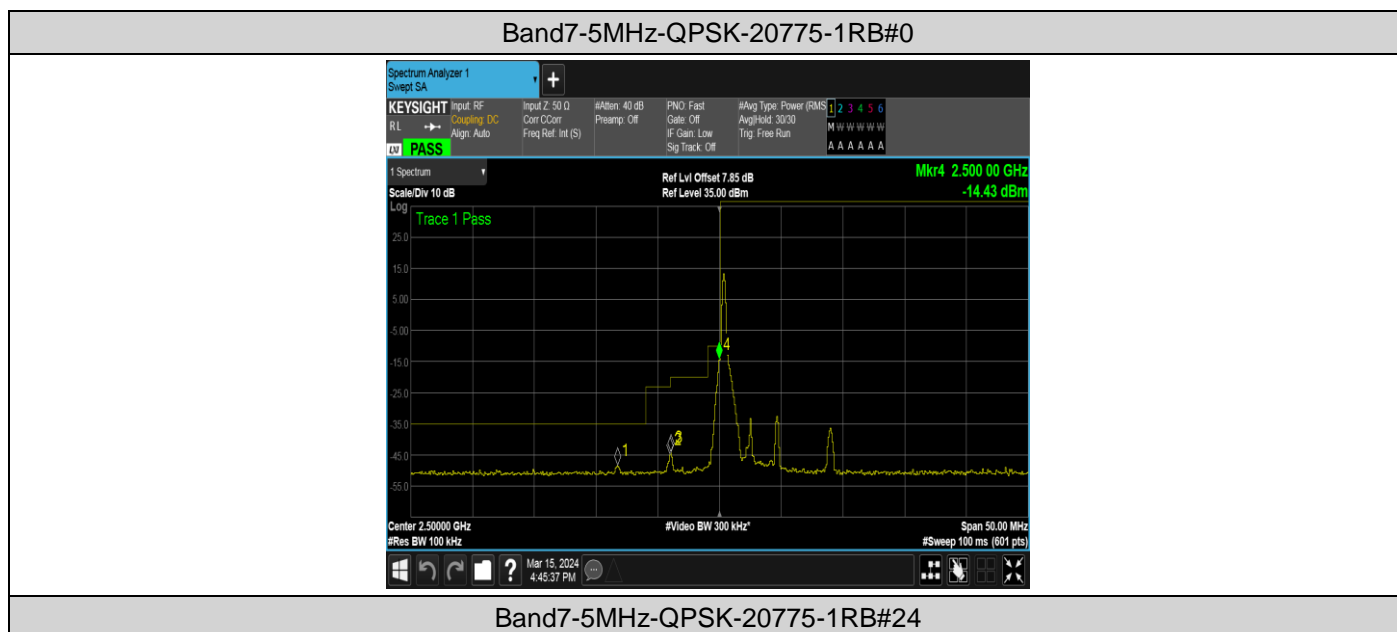 Band7-5MHz-QPSK-20775-1RB#0
Spectrum Analyzer 1
Swept SA
KEYSIGHT Input: RF Input Z: 50 Ω #Atten: 40 dB PNO: Fast #Avg Type: Power (RMS 1 2 3 4 5 6
RL Coupling: DC Corr CCorr Preamp: Off Gate: Off Avg|Hold: 30/30 M W W W W W
Align: Auto Freq Ref: Int (S) IF Gain: Low Trig: Free Run
LV PASS Sig Track: Off A A A A A A
1 Spectrum Ref Lvl Offset 7.85 dB Mkr4 2.500 00 GHz
Scale/Div 10 dB Ref Level 35.00 dBm -14.43 dBm
Log
Trace 1 Pass
25.0
15.0
5.00
-5.00
4
-15.0
-25.0
-35.0
1
-45.0
-55.0
Center 2.50000 GHz #Video BW 300 kHz* Span 50.00 MHz
#Res BW 100 kHz #Sweep 100 ms (601 pts)
? Mar 15, 2024
4:45:37 PM
Band7-5MHz-QPSK-20775-1RB#24